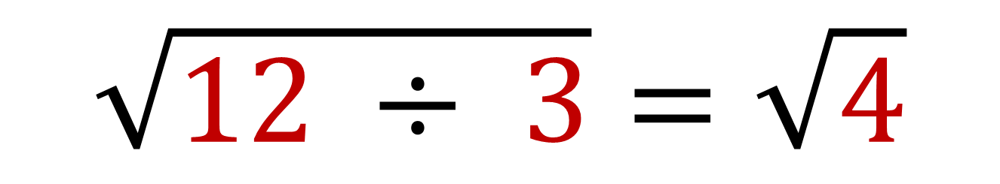 √12 ÷ 3 = √4